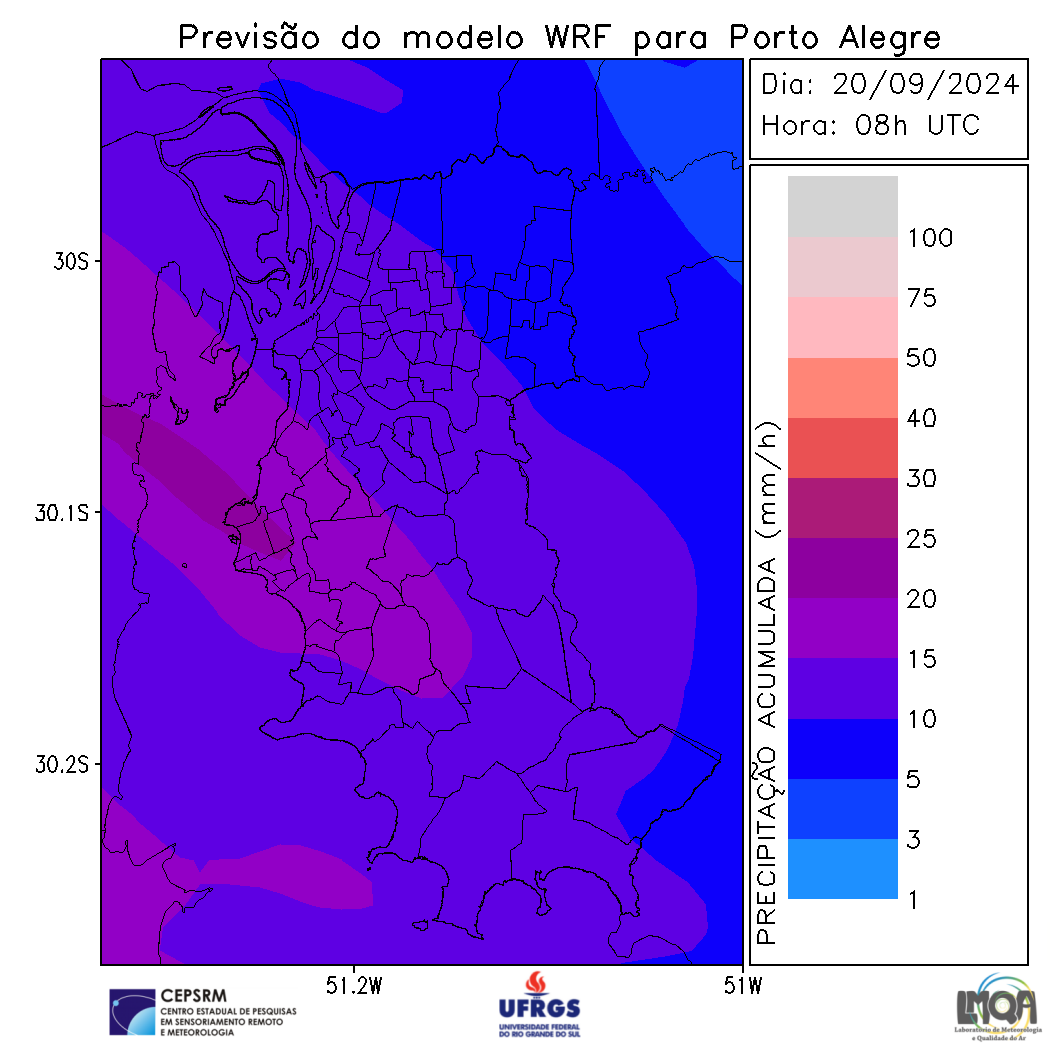 Previsão do modelo WRF para Porto Alegre
Dia: 20/09/2024
Hora: 08h UTC
30S
30.1S
30.2S
51.2W
51W
PRECIPITAÇÃO ACUMULADA (mm/h)
100
75
50
40
30
25
20
15
10
5
3
1
CEPSRM
CENTRO ESTADUAL DE PESQUISAS
EM SENSORIAMENTO REMOTO
E METEOROLOGIA
UFRGS
UNIVERSIDADE FEDERAL
DO RIO GRANDE DO SUL
LMQA
Laboratório de Meteorologia
e Qualidade do Ar